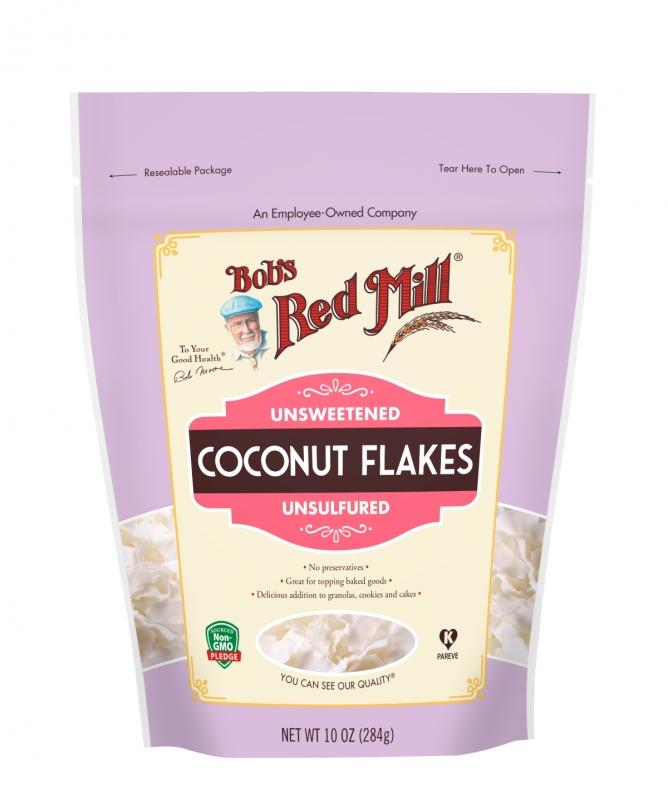 Resealable Package
Tear Here To Open
An Employee-Owned Company
Bob's
Red Mill®
To Your
Good Health®
Bob Moore
UNSWEETENED
COCONUT FLAKES
UNSULFURED
• No preservatives •
• Great for topping baked goods •
• Delicious addition to granolas, cookies and cakes •
SOURCED
Non-
GMO
PLEDGE
K
PAREVE
YOU CAN SEE OUR QUALITY®
NET WT 10 OZ (284g)